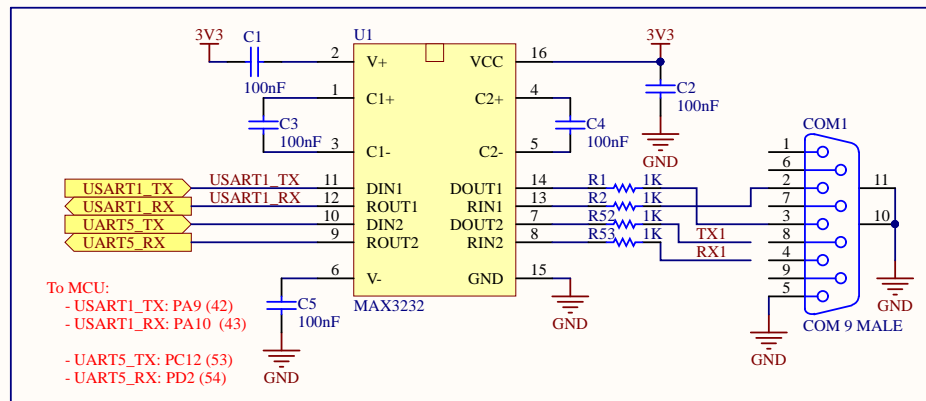 3V3 C1 U1 3V3
2 V+ VCC 16
100nF
C2
100nF
1 C1+ C2+ 4
C3
100nF
C4
100nF
3 C1- C2- 5
GND
COM1
1
6
USART1_TX USART1_TX 11 DIN1 DOUT1 14 R1 1K 2 11
USART1_RX USART1_RX 12 ROUT1 RIN1 13 R2 1K 7
UART5_TX 10 DIN2 DOUT2 7 R52 1K TX1 3 10
UART5_RX 9 ROUT2 RIN2 8 R53 1K RX1 8
4
6 V- GND 15
9
5
To MCU:
- USART1_TX: PA9 (42)
- USART1_RX: PA10 (43)
C5
100nF
MAX3232
GND
COM 9 MALE
GND
GND
GND
- UART5_TX: PC12 (53)
- UART5_RX: PD2 (54)